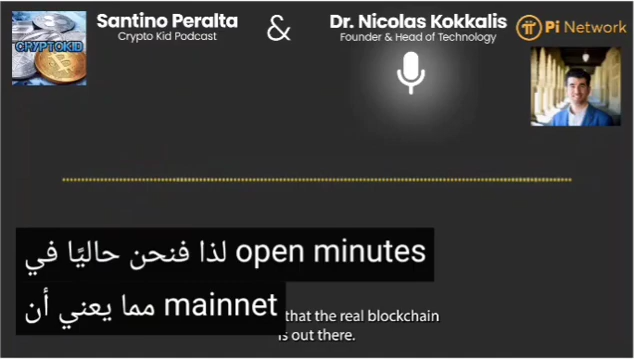 Santino Peralta
Crypto Kid Podcast
&
Dr. Nicolas Kokkalis
Founder & Head of Technology
Pi Network
CRYPTOKID
لذا فنحن حاليًا في open minutes
مما يعني أن mainnet
that the real blockchain
is out there.